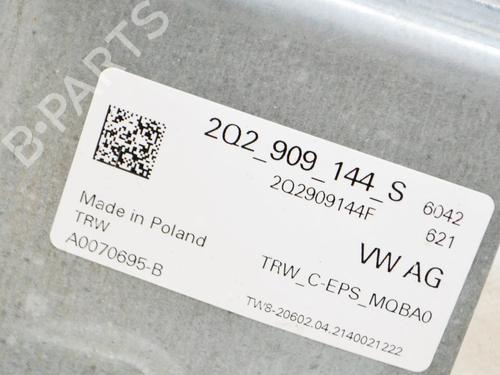 B-PARTS
2Q2_909_144_S
2Q2909144F
6042
621
Made in Poland
TRW
A0070695-B
VW AG
TRW_C-EPS_MQBA0
TW8-20602.04.2140021222